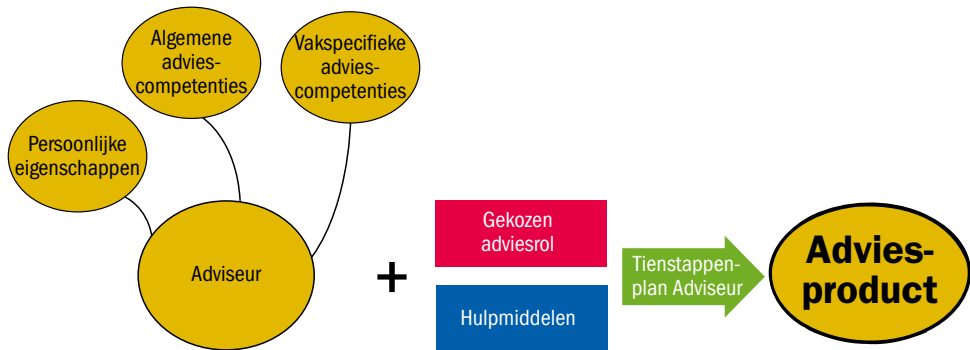 Algemene
advies-
competenties
Vakspecifieke
advies-
competenties
Persoonlijke
eigenschappen
Adviseur
+
Gekozen
adviesrol
Hulpmiddelen
Tienstappen-
plan Adviseur
Advies-
product